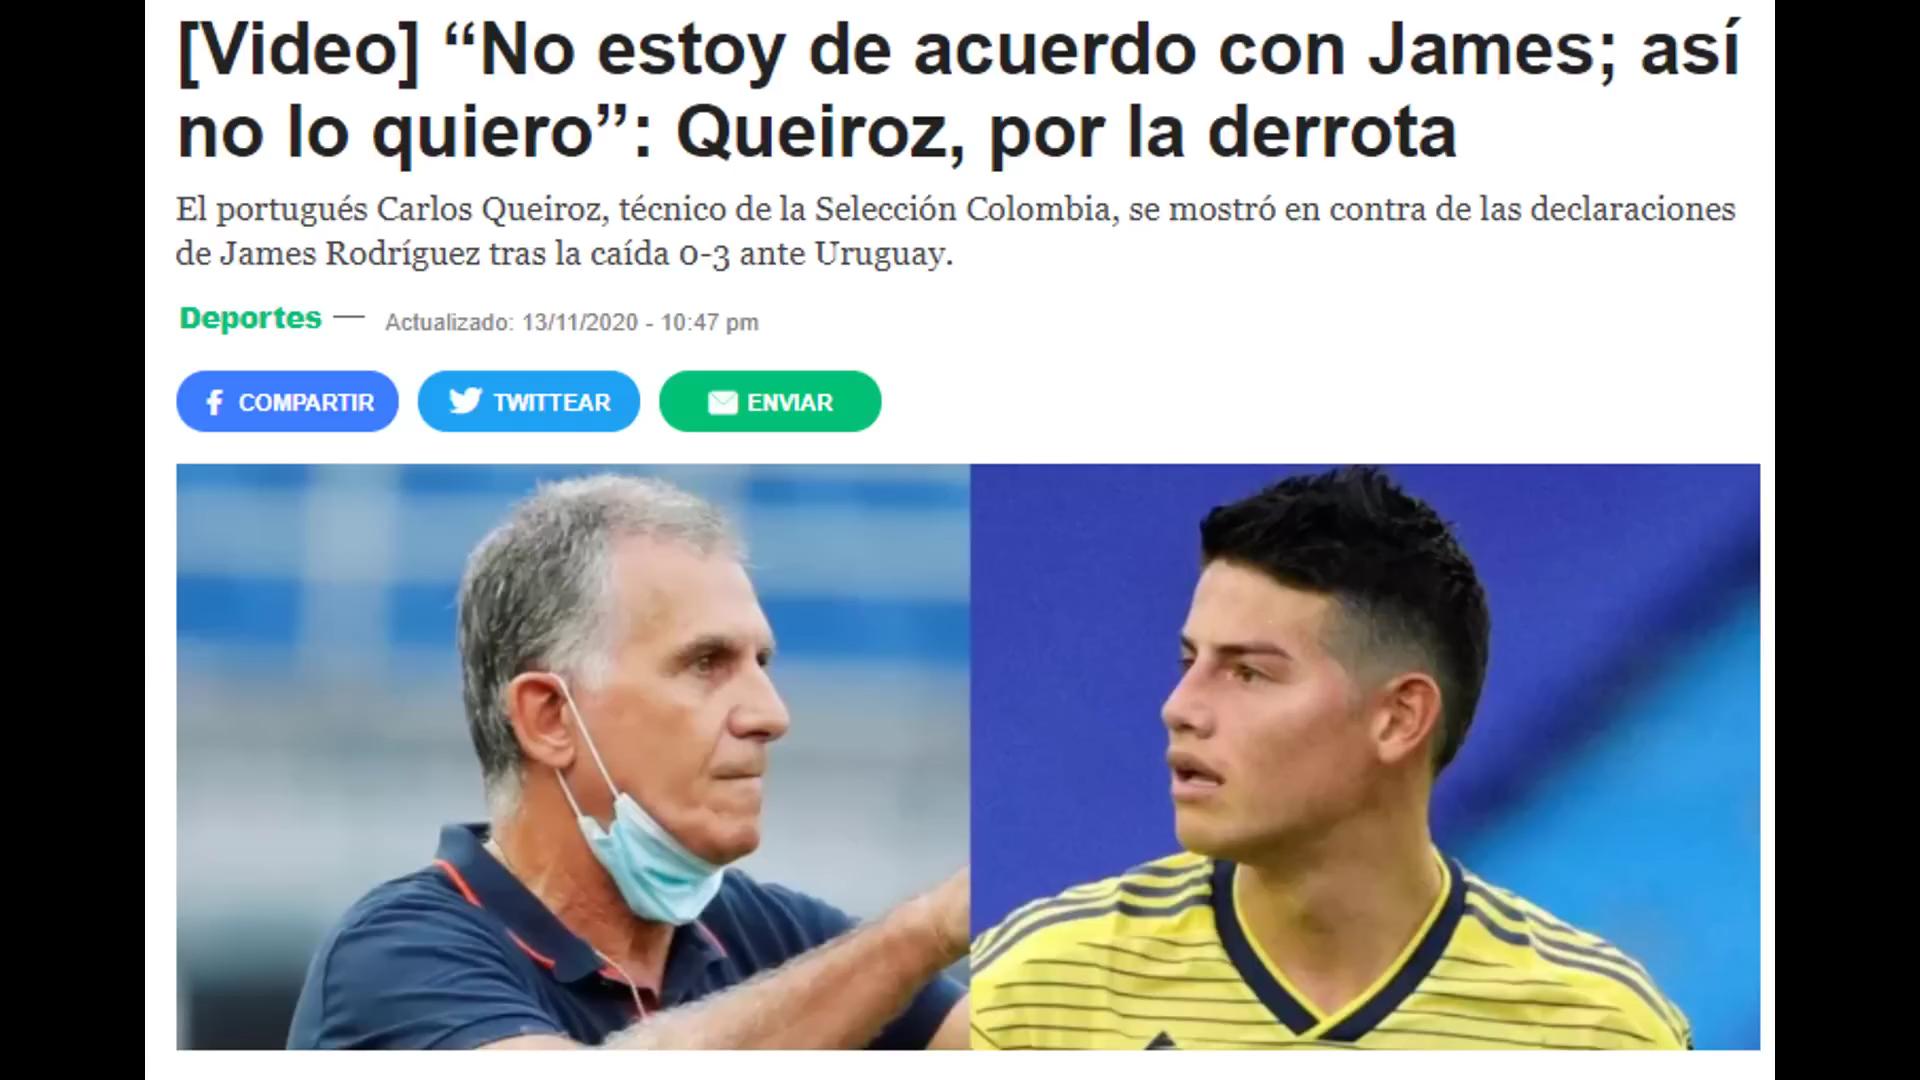 [Video] “No estoy de acuerdo con James; así
no lo quiero”: Queiroz, por la derrota
El portugués Carlos Queiroz, técnico de la Selección Colombia, se mostró en contra de las declaraciones
de James Rodríguez tras la caída 0-3 ante Uruguay.
Deportes — Actualizado: 13/11/2020 - 10:47 pm
COMPARTIR TWITTEAR ENVIAR